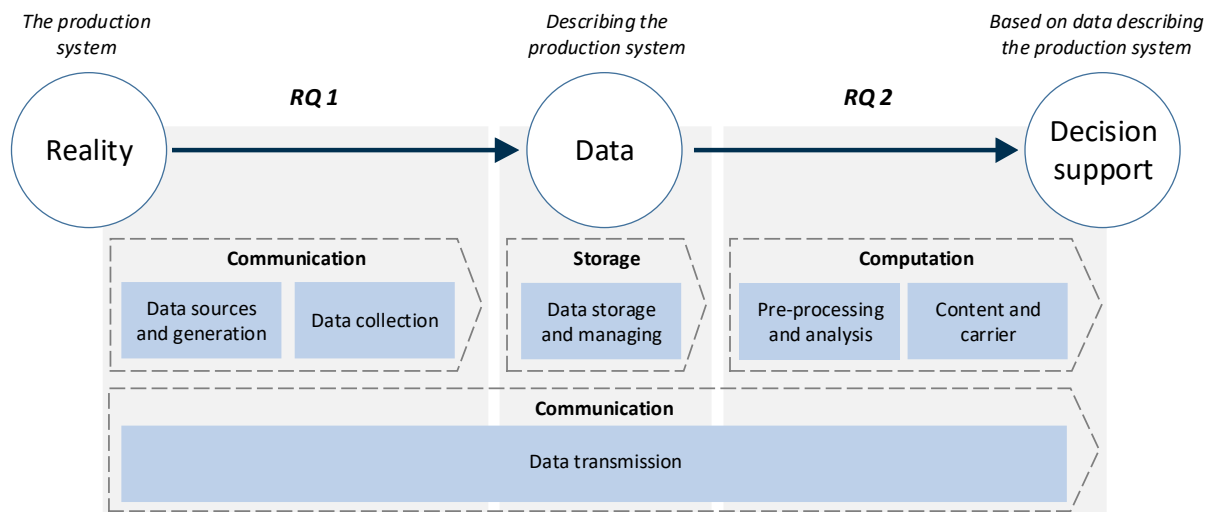 The production
system
Describing the
production system
Based on data describing
the production system
RQ 1
RQ 2
Reality
Data
Decision
support
Communication
Storage
Computation
Data sources
and generation
Data collection
Data storage
and managing
Pre-processing
and analysis
Content and
carrier
Communication
Data transmission